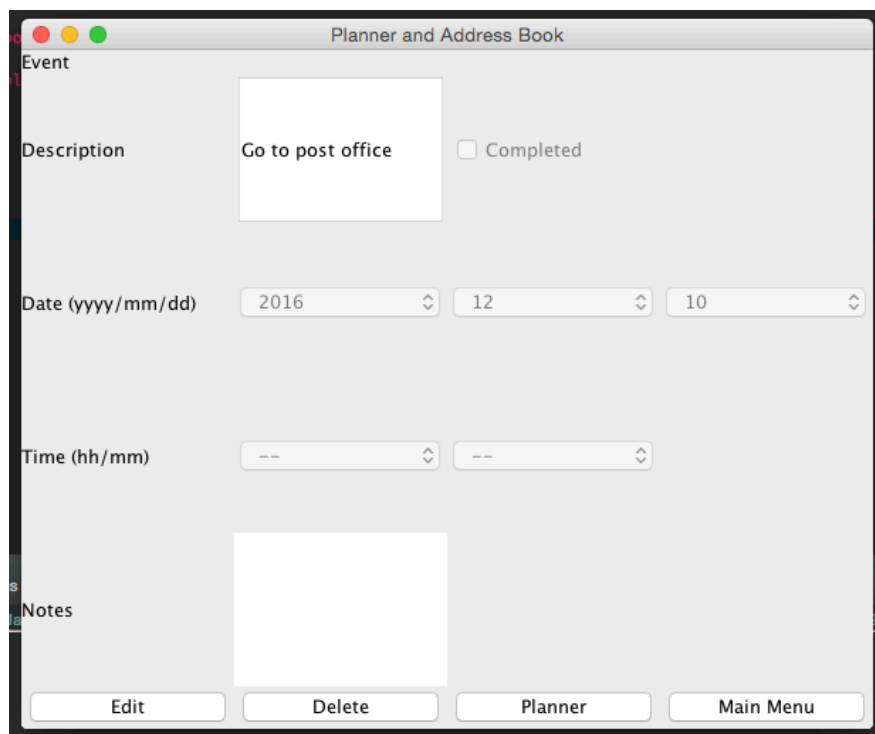 Planner and Address Book
Event
Description Go to post office Completed
Date (yyyy/mm/dd) 2016 12 10
Time (hh/mm) -- --
Notes
Edit Delete Planner Main Menu